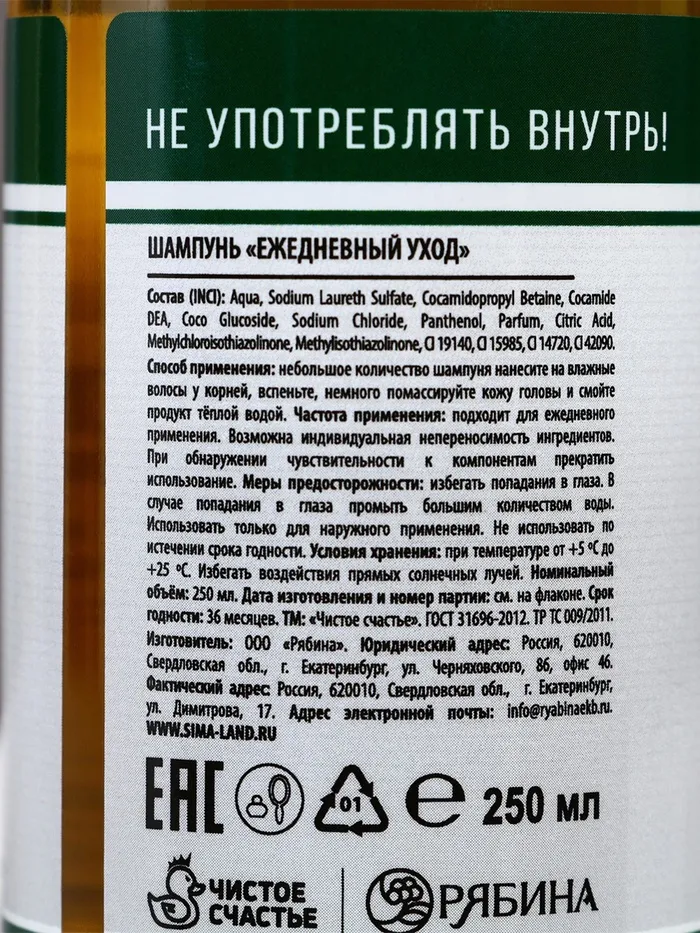 НЕ УПОТРЕБЛЯТЬ ВНУТРЬ!
ШАМПУНЬ «ЕЖЕДНЕВНЫЙ УХОД»
Состав (INCI): Aqua, Sodium Laureth Sulfate, Cocamidopropyl Betaine, Cocamide
DEA, Coco Glucoside, Sodium Chloride, Panthenol, Parfum, Citric Acid,
Methylchloroisothiazolinone, Methylisothiazolinone, CI 19140, CI 15985, CI 14720, CI 42090.
Способ применения: небольшое количество шампуня нанесите на влажные
волосы у корней, вспеньте, немного помассируйте кожу головы и смойте
продукт тёплой водой. Частота применения: подходит для ежедневного
применения. Возможна индивидуальная непереносимость ингредиентов.
При обнаружении чувствительности к компонентам прекратить
использование. Меры предосторожности: избегать попадания в глаза. В
случае попадания в глаза промыть большим количеством воды.
Использовать только для наружного применения. Не использовать по
истечении срока годности. Условия хранения: при температуре от +5 ºC до
+25 ºC. Избегать воздействия прямых солнечных лучей. Номинальный
объём: 250 мл. Дата изготовления и номер партии: см. на флаконе. Срок
годности: 36 месяцев. ТМ: «Чистое счастье». ГОСТ 31696-2012. ТР ТС 009/2011.
Изготовитель: ООО «Рябина». Юридический адрес: Россия, 620010,
Свердловская обл., г. Екатеринбург, ул. Черняховского, 86, офис 46.
Фактический адрес: Россия, 620010, Свердловская обл., г. Екатеринбург,
ул. Димитрова, 17. Адрес электронной почты: info@ryabinaekb.ru.
WWW.SIMA-LAND.RU
EAC 01 e 250 мл
ЧИСТОЕ
СЧАСТЬЕ
РЯБИНА